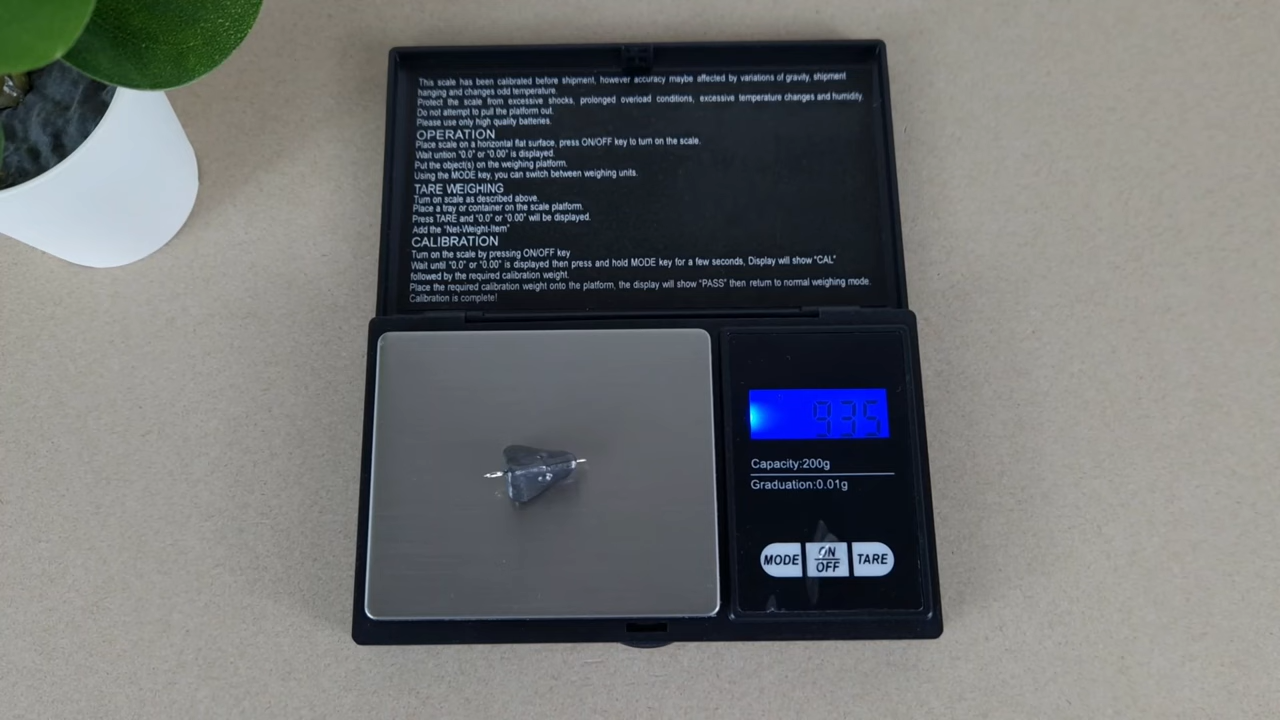 This scale has been calibrated before shipment, however accuracy maybe affected by variations of gravity, shipment
hanging and changes odd temperature.
Protect the scale from excessive shocks, prolonged overload conditions, excessive temperature changes and humidity.
Do not attempt to pull the platform out.
Please use only high quality batteries.
OPERATION
Place scale on a horizontal flat surface, press ON/OFF key to turn on the scale.
Wait untion "0.0" or "0.00" is displayed.
Put the object(s) on the weighing platform.
Using the MODE key, you can switch between weighing units.
TARE WEIGHING
Turn on scale as described above.
Place a tray or container on the scale platform.
Press TARE and "0.0" or "0.00" will be displayed.
Add the "Net-Weight-Item"
CALIBRATION
Turn on the scale by pressing ON/OFF key
Wait until "0.0" or "0.00" is displayed then press and hold MODE key for a few seconds, Display will show "CAL"
followed by the required calibration weight.
Place the required calibration weight onto the platform, the display will show "PASS" then return to normal weighing mode.
Calibration is complete!
935
Capacity:200g
Graduation:0.01g
MODE
ON
OFF
TARE